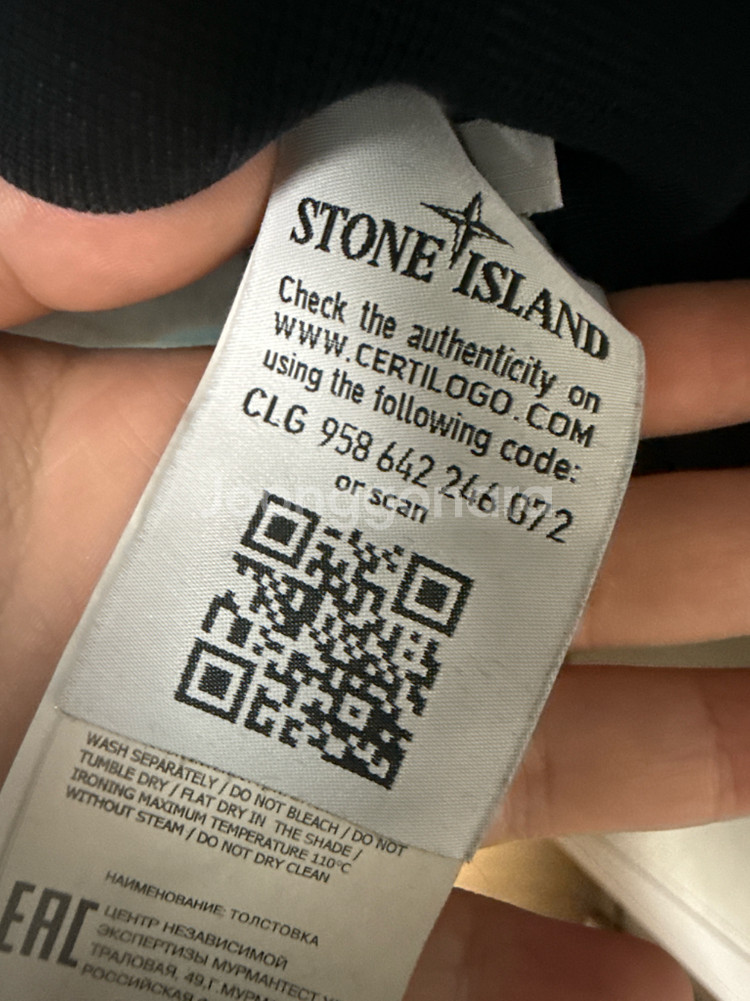 STONE ISLAND
Check the authenticity on
WWW.CERTILOGO.COM
using the following code:
CLG 958 642 246 072
or scan
joonggonara
WASH SEPARATELY / DO NOT BLEACH / DO NOT
TUMBLE DRY / FLAT DRY IN THE SHADE /
IRONING MAXIMUM TEMPERATURE 110°C
WITHOUT STEAM / DO NOT DRY CLEAN
НАИМЕНОВАНИЕ: ТОЛСТОВКА
EAC
ЦЕНТР НЕЗАВИСИМОЙ
ЭКСПЕРТИЗЫ МУРМАНТЕСТ
ТРАЛОВАЯ, 49, Г.МУРМ
РОССИЙСКАЯ